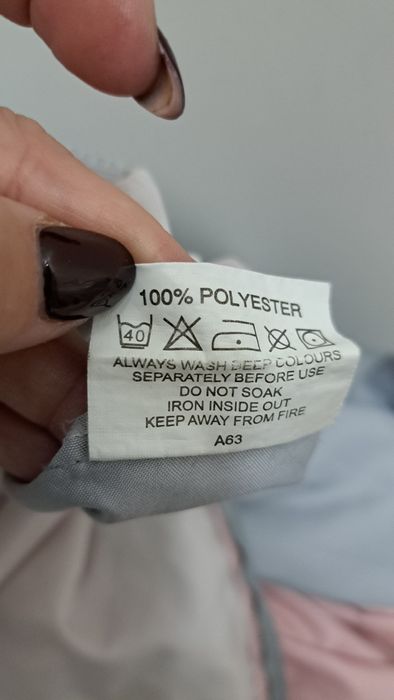 100% POLYESTER
40
ALWAYS WASH DEEP COLOURS
SEPARATELY BEFORE USE
DO NOT SOAK
IRON INSIDE OUT
KEEP AWAY FROM FIRE
A63